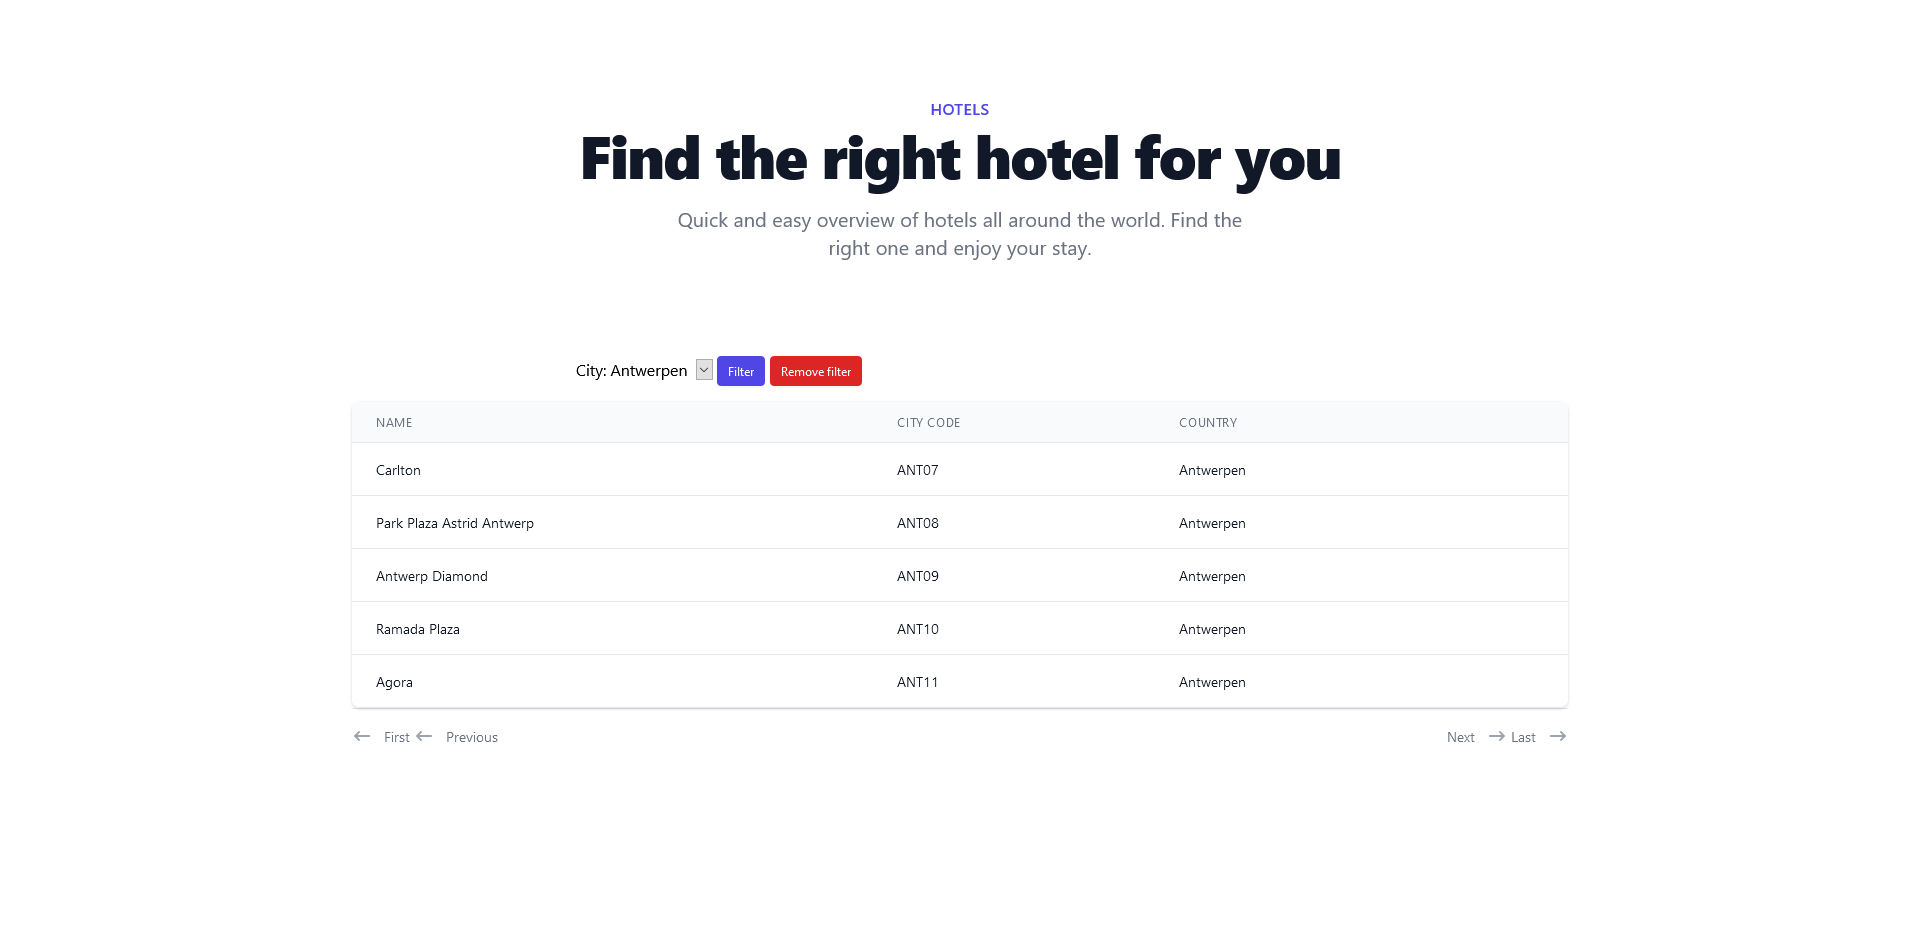 HOTELS
Find the right hotel for you
Quick and easy overview of hotels all around the world. Find the
right one and enjoy your stay.
City: Antwerpen Filter Remove filter
NAME CITY CODE COUNTRY
Carlton ANT07 Antwerpen
Park Plaza Astrid Antwerp ANT08 Antwerpen
Antwerp Diamond ANT09 Antwerpen
Ramada Plaza ANT10 Antwerpen
Agora ANT11 Antwerpen
← First ← Previous Next → Last →